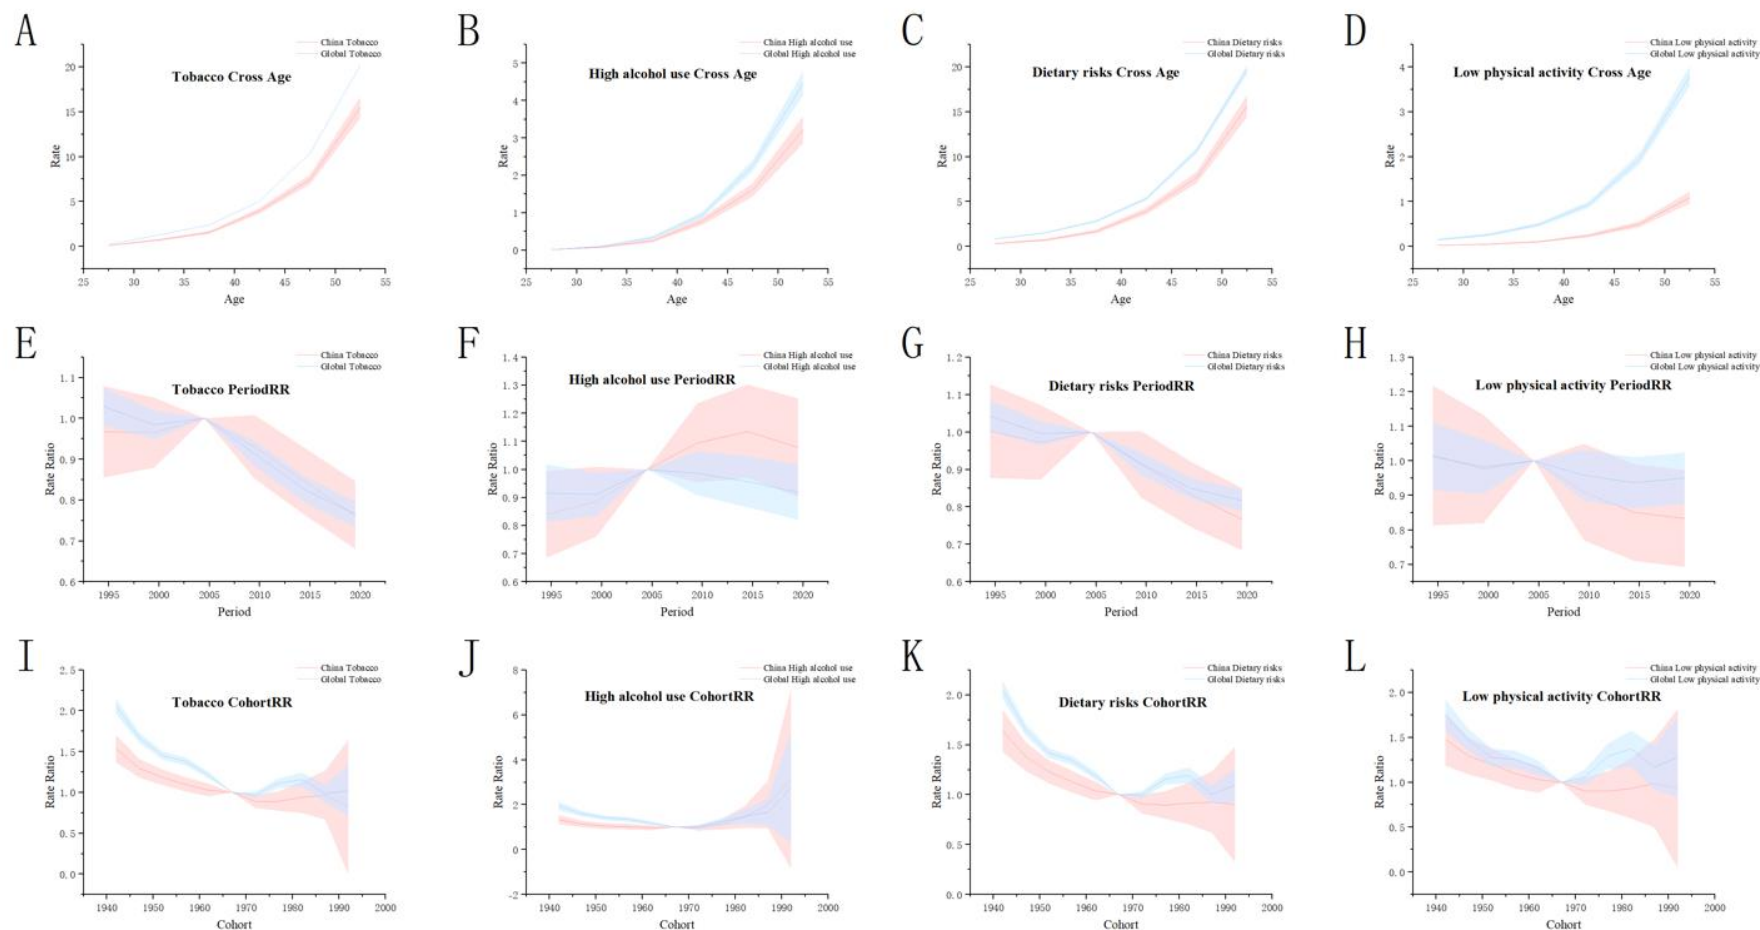 A
China Tobacco
Global Tobacco
Tobacco Cross Age
20
15
10
5
0
Rate
25 30 35 40 45 50 55
Age
B
China High alcohol use
Global High alcohol use
High alcohol use Cross Age
5
4
3
2
1
0
Rate
25 30 35 40 45 50 55
Age
C
China Dietary risks
Global Dietary risks
Dietary risks Cross Age
20
15
10
5
0
Rate
25 30 35 40 45 50 55
Age
D
China Low physical activity
Global Low physical activity
Low physical activity Cross Age
4
3
2
1
0
Rate
25 30 35 40 45 50 55
Age
E
China Tobacco
Global Tobacco
Tobacco PeriodRR
1.1
1.0
0.9
0.8
0.7
0.6
Rate Ratio
1995 2000 2005 2010 2015 2020
Period
F
China High alcohol use
Global High alcohol use
High alcohol use PeriodRR
1.4
1.3
1.2
1.1
1.0
0.9
0.8
0.7
0.6
Rate Ratio
1995 2000 2005 2010 2015 2020
Period
G
China Dietary risks
Global Dietary risks
Dietary risks PeriodRR
1.2
1.1
1.0
0.9
0.8
0.7
0.6
Rate Ratio
1995 2000 2005 2010 2015 2020
Period
H
China Low physical activity
Global Low physical activity
Low physical activity PeriodRR
1.3
1.2
1.1
1.0
0.9
0.8
0.7
Rate Ratio
1995 2000 2005 2010 2015 2020
Period
I
China Tobacco
Global Tobacco
Tobacco CohortRR
2.5
2.0
1.5
1.0
0.5
0.0
Rate Ratio
1940 1950 1960 1970 1980 1990 2000
Cohort
J
China High alcohol use
Global High alcohol use
High alcohol use CohortRR
8
6
4
2
0
-2
Rate Ratio
1940 1950 1960 1970 1980 1990 2000
Cohort
K
China Dietary risks
Global Dietary risks
Dietary risks CohortRR
2.0
1.5
1.0
0.5
0.0
Rate Ratio
1940 1950 1960 1970 1980 1990 2000
Cohort
L
China Low physical activity
Global Low physical activity
Low physical activity CohortRR
2.0
1.5
1.0
0.5
0.0
Rate Ratio
1940 1950 1960 1970 1980 1990 2000
Cohort